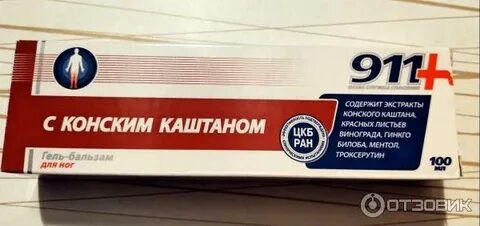 911+
С КОНСКИМ КАШТАНОМ
Гель-бальзам
для ног
ЦКБ
РАН
СОДЕРЖИТ ЭКСТРАКТЫ
КОНСКОГО КАШТАНА,
КРАСНЫХ ЛИСТЬЕВ
ВИНОГРАДА, ГИНКГО
БИЛОБА, МЕНТОЛ,
ТРОКСЕРУТИН
100
МЛ
ОТЗОВИК